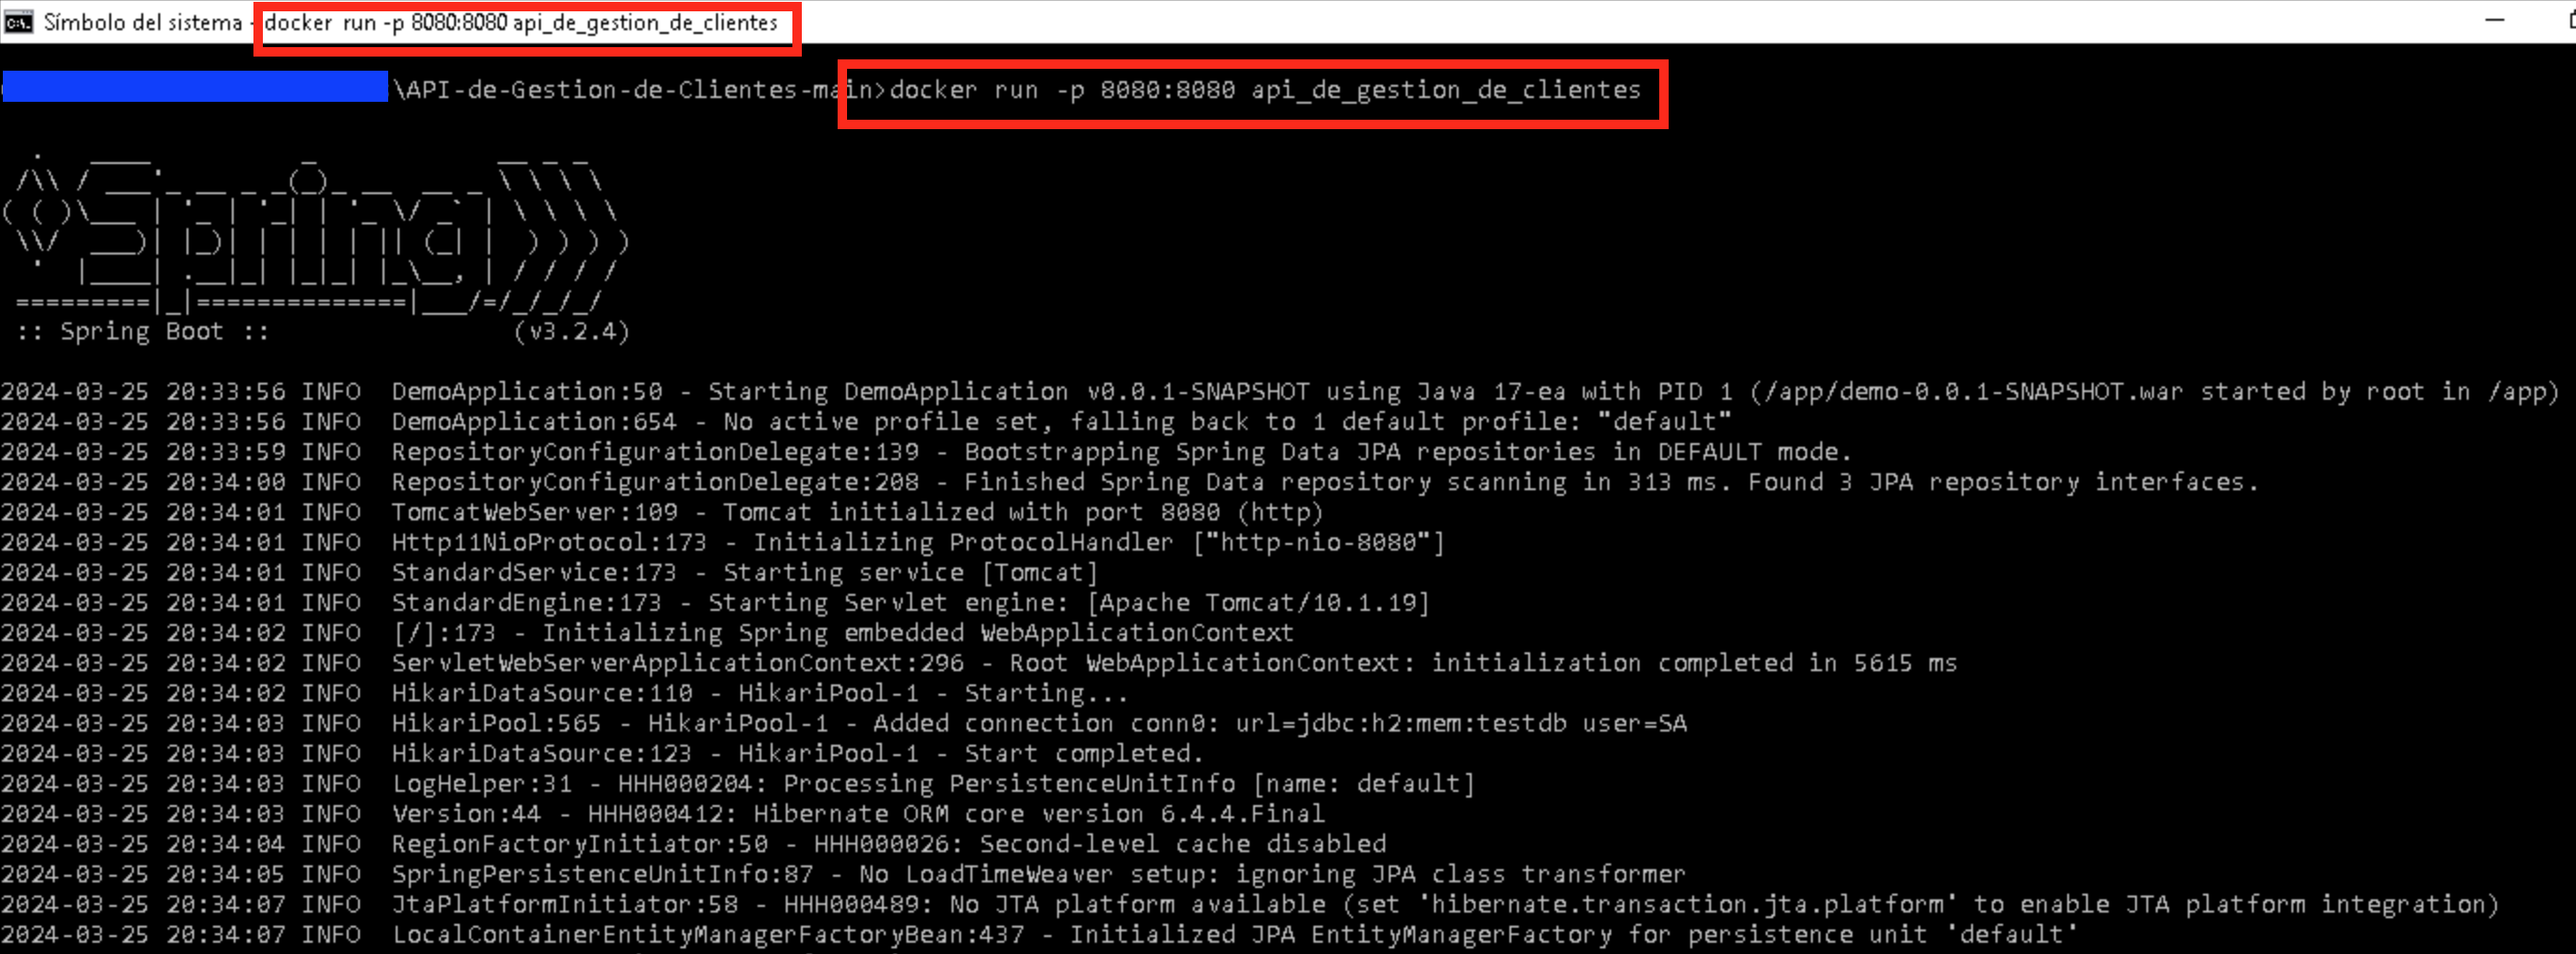 Símbolo del sistema - docker run -p 8080:8080 api_de_gestion_de_clientes
\API-de-Gestion-de-Clientes-main>docker run -p 8080:8080 api_de_gestion_de_clientes
Spring
:: Spring Boot :: (v3.2.4)
2024-03-25 20:33:56 INFO DemoApplication:50 - Starting DemoApplication v0.0.1-SNAPSHOT using Java 17-ea with PID 1 (/app/demo-0.0.1-SNAPSHOT.war started by root in /app)
2024-03-25 20:33:56 INFO DemoApplication:654 - No active profile set, falling back to 1 default profile: "default"
2024-03-25 20:33:59 INFO RepositoryConfigurationDelegate:139 - Bootstrapping Spring Data JPA repositories in DEFAULT mode.
2024-03-25 20:34:00 INFO RepositoryConfigurationDelegate:208 - Finished Spring Data repository scanning in 313 ms. Found 3 JPA repository interfaces.
2024-03-25 20:34:01 INFO TomcatWebServer:109 - Tomcat initialized with port 8080 (http)
2024-03-25 20:34:01 INFO Http11NioProtocol:173 - Initializing ProtocolHandler ["http-nio-8080"]
2024-03-25 20:34:01 INFO StandardService:173 - Starting service [Tomcat]
2024-03-25 20:34:01 INFO StandardEngine:173 - Starting Servlet engine: [Apache Tomcat/10.1.19]
2024-03-25 20:34:02 INFO [/]:173 - Initializing Spring embedded WebApplicationContext
2024-03-25 20:34:02 INFO ServletWebServerApplicationContext:296 - Root WebApplicationContext: initialization completed in 5615 ms
2024-03-25 20:34:02 INFO HikariDataSource:110 - HikariPool-1 - Starting...
2024-03-25 20:34:03 INFO HikariPool:565 - HikariPool-1 - Added connection conn0: url=jdbc:h2:mem:testdb user=SA
2024-03-25 20:34:03 INFO HikariDataSource:123 - HikariPool-1 - Start completed.
2024-03-25 20:34:03 INFO LogHelper:31 - HHH000204: Processing PersistenceUnitInfo [name: default]
2024-03-25 20:34:03 INFO Version:44 - HHH000412: Hibernate ORM core version 6.4.4.Final
2024-03-25 20:34:04 INFO RegionFactoryInitiator:50 - HHH000026: Second-level cache disabled
2024-03-25 20:34:05 INFO SpringPersistenceUnitInfo:87 - No LoadTimeWeaver setup: ignoring JPA class transformer
2024-03-25 20:34:07 INFO JtaPlatformInitiator:58 - HHH000489: No JTA platform available (set 'hibernate.transaction.jta.platform' to enable JTA platform integration)
2024-03-25 20:34:07 INFO LocalContainerEntityManagerFactoryBean:437 - Initialized JPA EntityManagerFactory for persistence unit 'default'